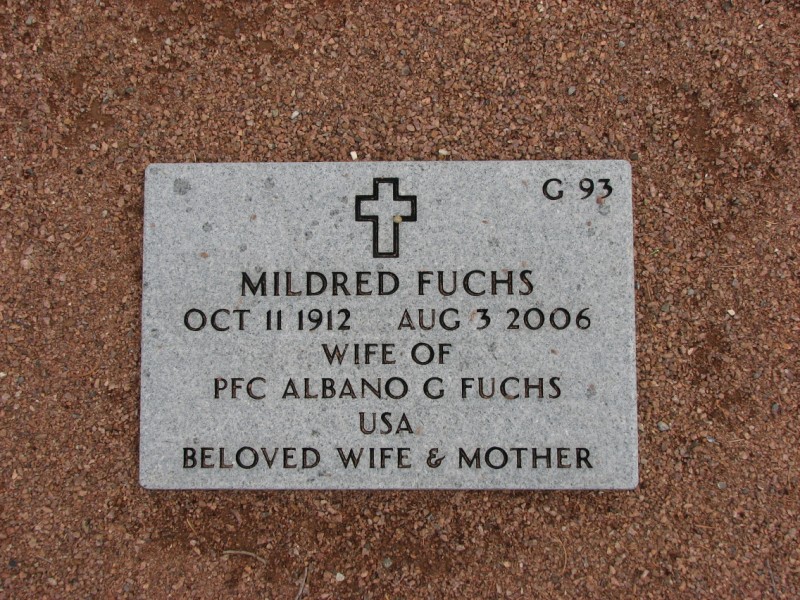 G 93
MILDRED FUCHS
OCT 11 1912 AUG 3 2006
WIFE OF
PFC ALBANO G FUCHS
USA
BELOVED WIFE & MOTHER